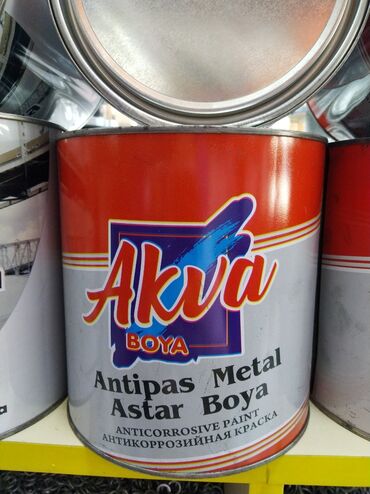 Akva
BOYA
Antipas Metal
Astar Boya
ANTICORROSIVE PAINT
АНТИКОРРОЗИЙНАЯ КРАСКА